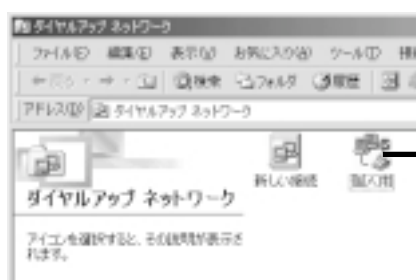 ダイヤルアップ ネットワーク
ファイル(F) 編集(E) 表示(V) お気に入り(A) ツール(T)
戻る 検索 フォルダ 履歴
アドレス(D) ダイヤルアップ ネットワーク
ダイヤルアップ ネットワーク
新しい接続
アイコンを選択すると、その説明が表示さ
れます。